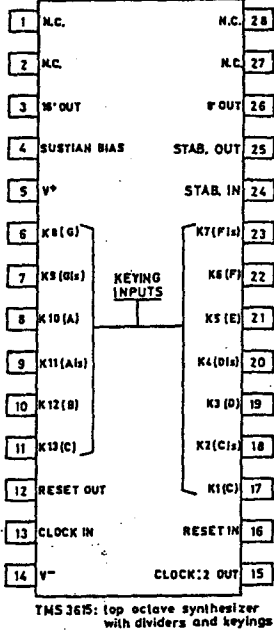 1 N.C. N.C. 28
2 N.C. N.C. 27
3 16' OUT 8' OUT 26
4 SUSTIAN BIAS STAB. OUT 25
5 V+ STAB. IN 24
6 K8(G) K7(Fis) 23
7 K9(Gis) KEYING INPUTS K6(F) 22
8 K10(A) K5(E) 21
9 K11(Ais) K4(Dis) 20
10 K12(B) K3(D) 19
11 K13(C) K2(Cis) 18
12 RESET OUT K1(C) 17
13 CLOCK IN RESET IN 16
14 V- CLOCK:2 OUT 15
TMS 3615: top octave synthesizer
with dividers and keyings